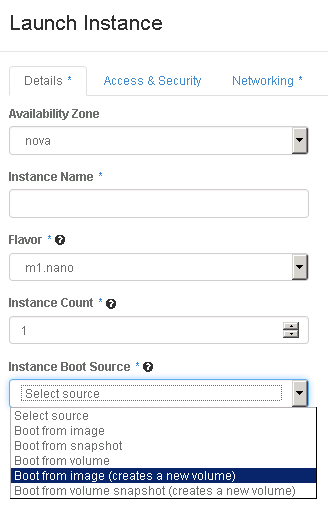 Launch Instance
Details * Access & Security Networking *
Availability Zone
nova
Instance Name *
Flavor * ?
m1.nano
Instance Count * ?
1
Instance Boot Source * ?
Select source
Select source
Boot from image
Boot from snapshot
Boot from volume
Boot from image (creates a new volume)
Boot from volume snapshot (creates a new volume)